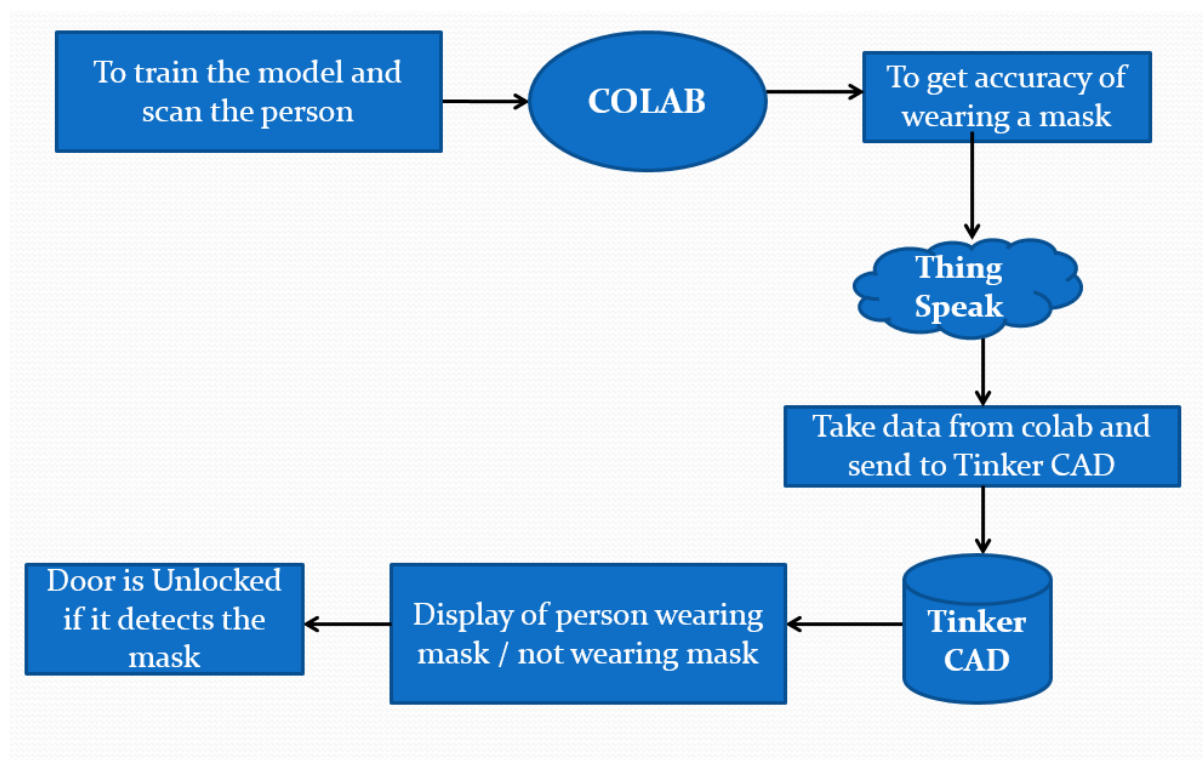 To train the model and
scan the person
COLAB
To get accuracy of
wearing a mask
Thing
Speak
Take data from colab and
send to Tinker CAD
Tinker
CAD
Display of person wearing
mask / not wearing mask
Door is Unlocked
if it detects the
mask